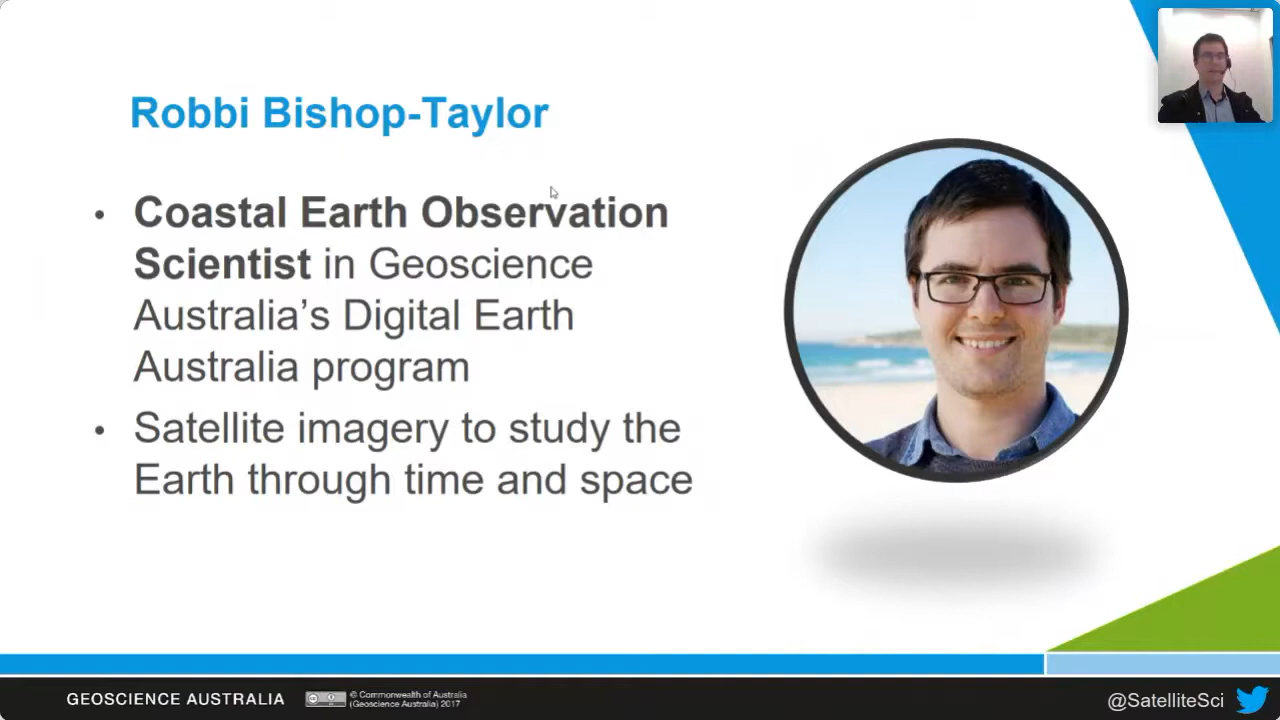 Robbi Bishop-Taylor
• Coastal Earth Observation
Scientist in Geoscience
Australia’s Digital Earth
Australia program
• Satellite imagery to study the
Earth through time and space
GEOSCIENCE AUSTRALIA
© Commonwealth of Australia
(Geoscience Australia) 2017
@SatelliteSci